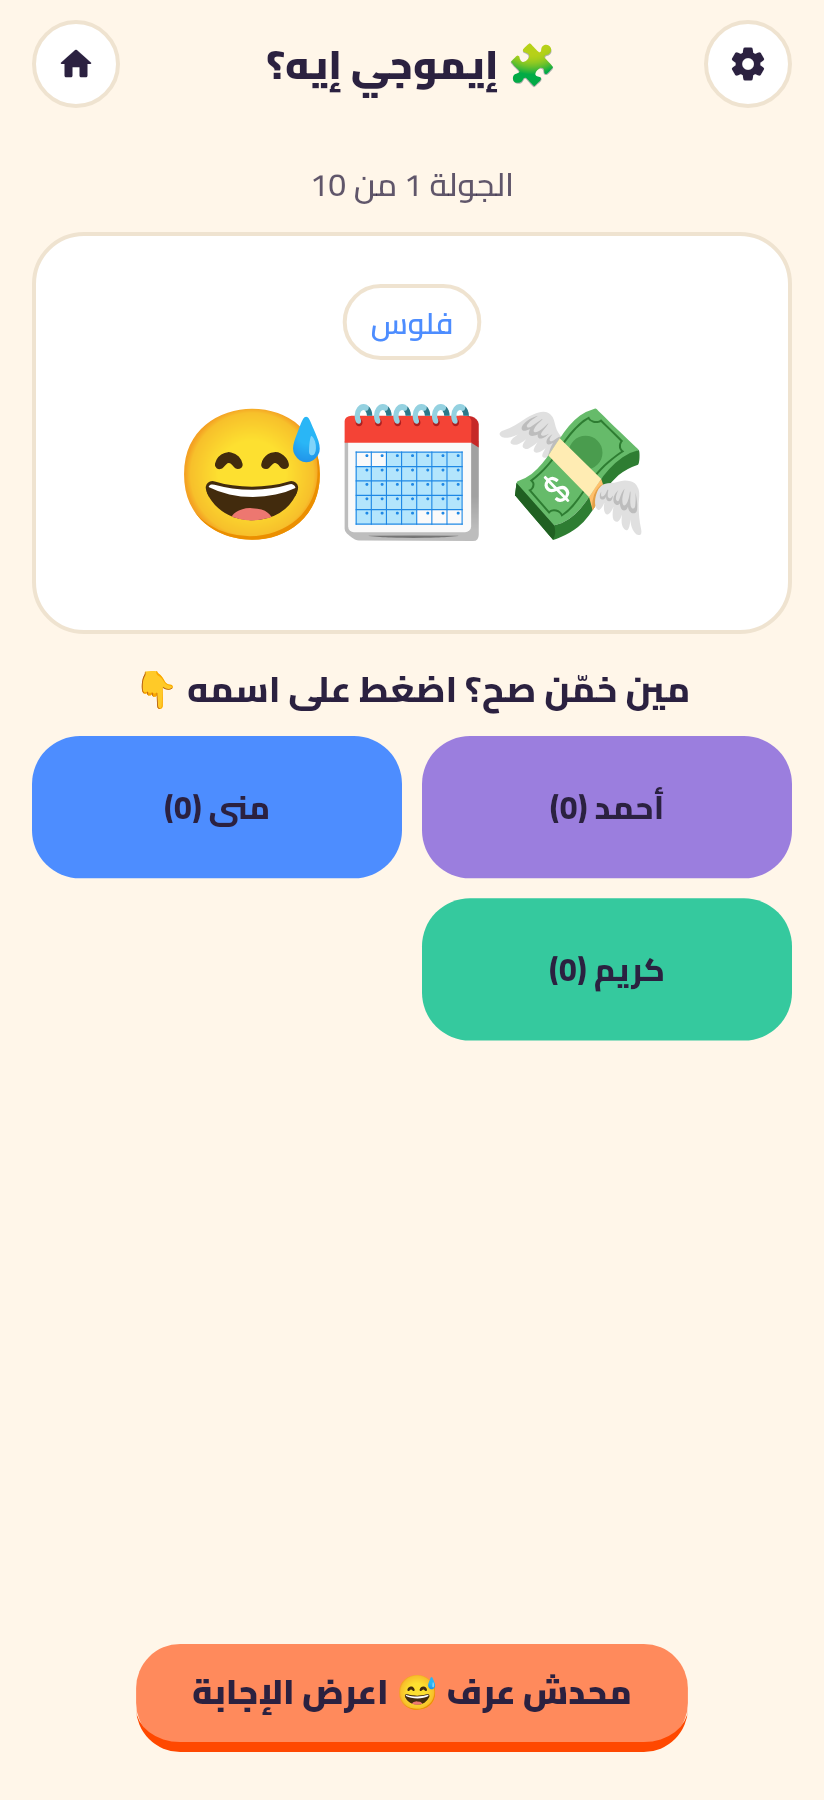 🧩 إيموجي إيه؟
الجولة 1 من 10
فلوس
💸🗓️😅
مين خمّن صح؟ اضغط على اسمه 👇
أحمد (0)
منى (0)
كريم (0)
محدش عرف 😅 اعرض الإجابة